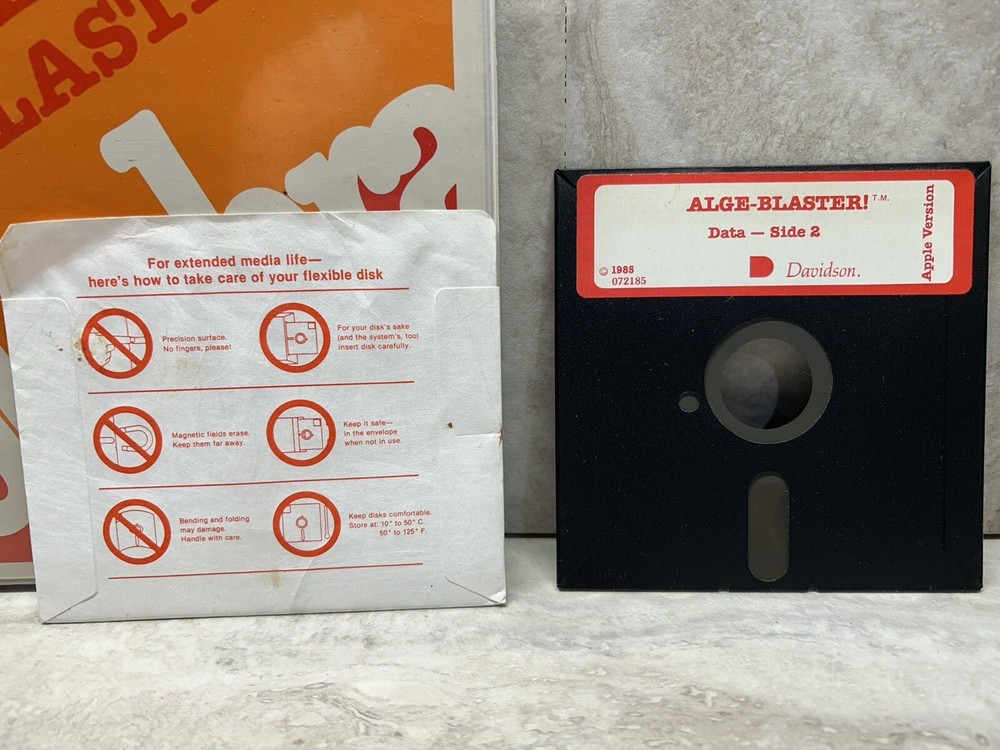 LAST
bra
For extended media life—
here's how to take care of your flexible disk
Precision surface.
No fingers, please!
For your disk's sake
(and the system's, too)
insert disk carefully.
Magnetic fields erase.
Keep them far away.
Keep it safe—
in the envelope
when not in use.
Bending and folding
may damage.
Handle with care.
Keep disks comfortable.
Store at: 10° to 50° C.
50° to 125° F.
ALGE-BLASTER!™
Data — Side 2
© 1985
072185
Davidson.
Apple Version